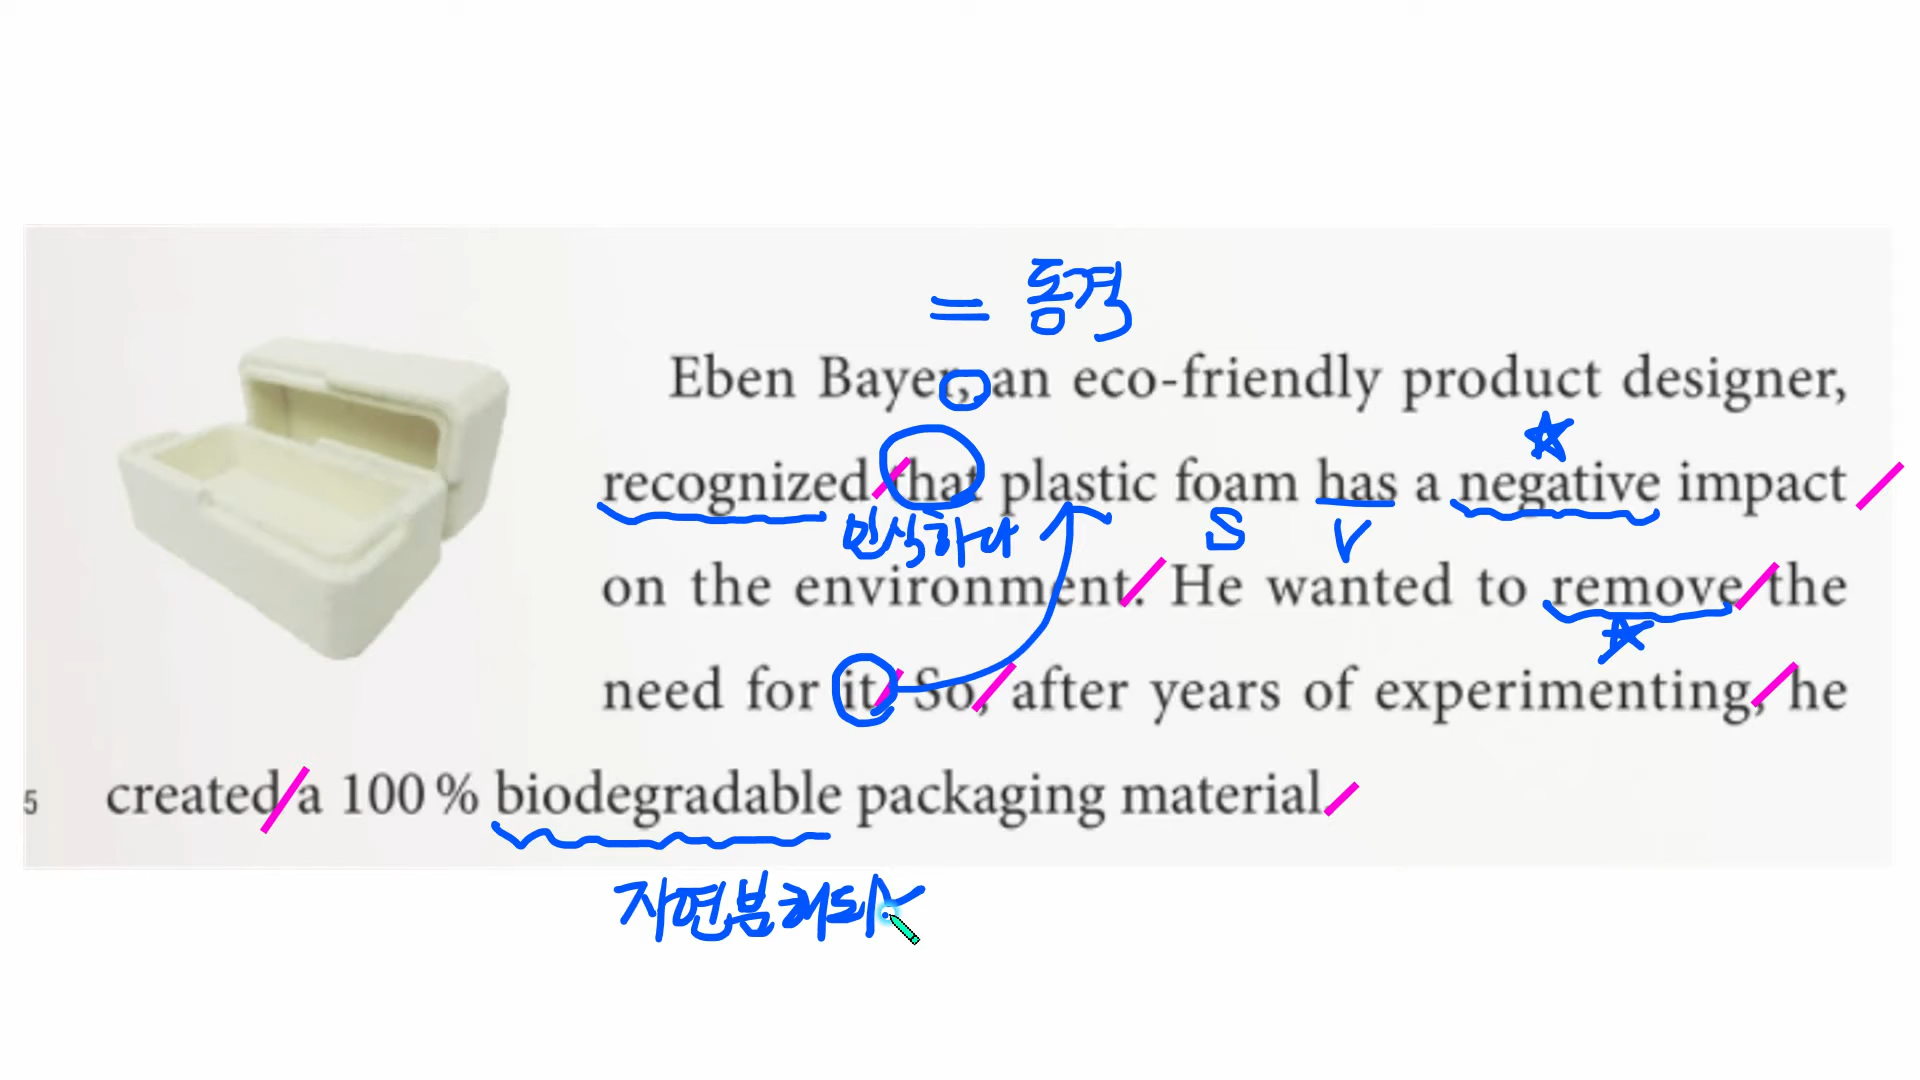 = 동격
Eben Bayer, an eco-friendly product designer,
recognized that plastic foam has a negative impact
인식하다 S V
on the environment. He wanted to remove the
need for it. So, after years of experimenting, he
5 created a 100% biodegradable packaging material.
자연분해되